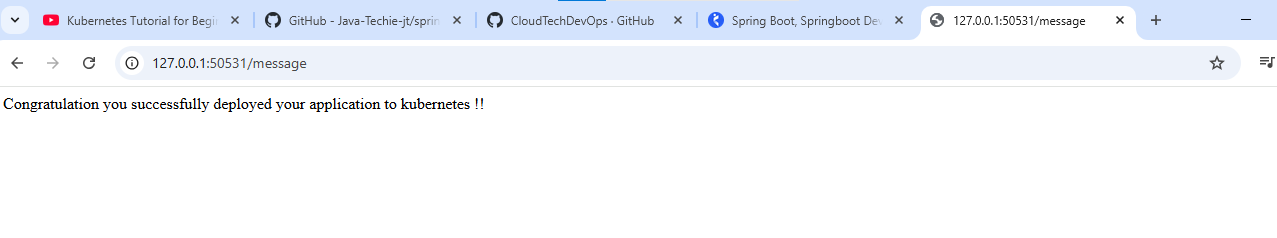 Kubernetes Tutorial for Begi
GitHub - Java-Techie-jt/sprin
CloudTechDevOps · GitHub
Spring Boot, Springboot Dev
127.0.0.1:50531/message
127.0.0.1:50531/message
Congratulation you successfully deployed your application to kubernetes !!